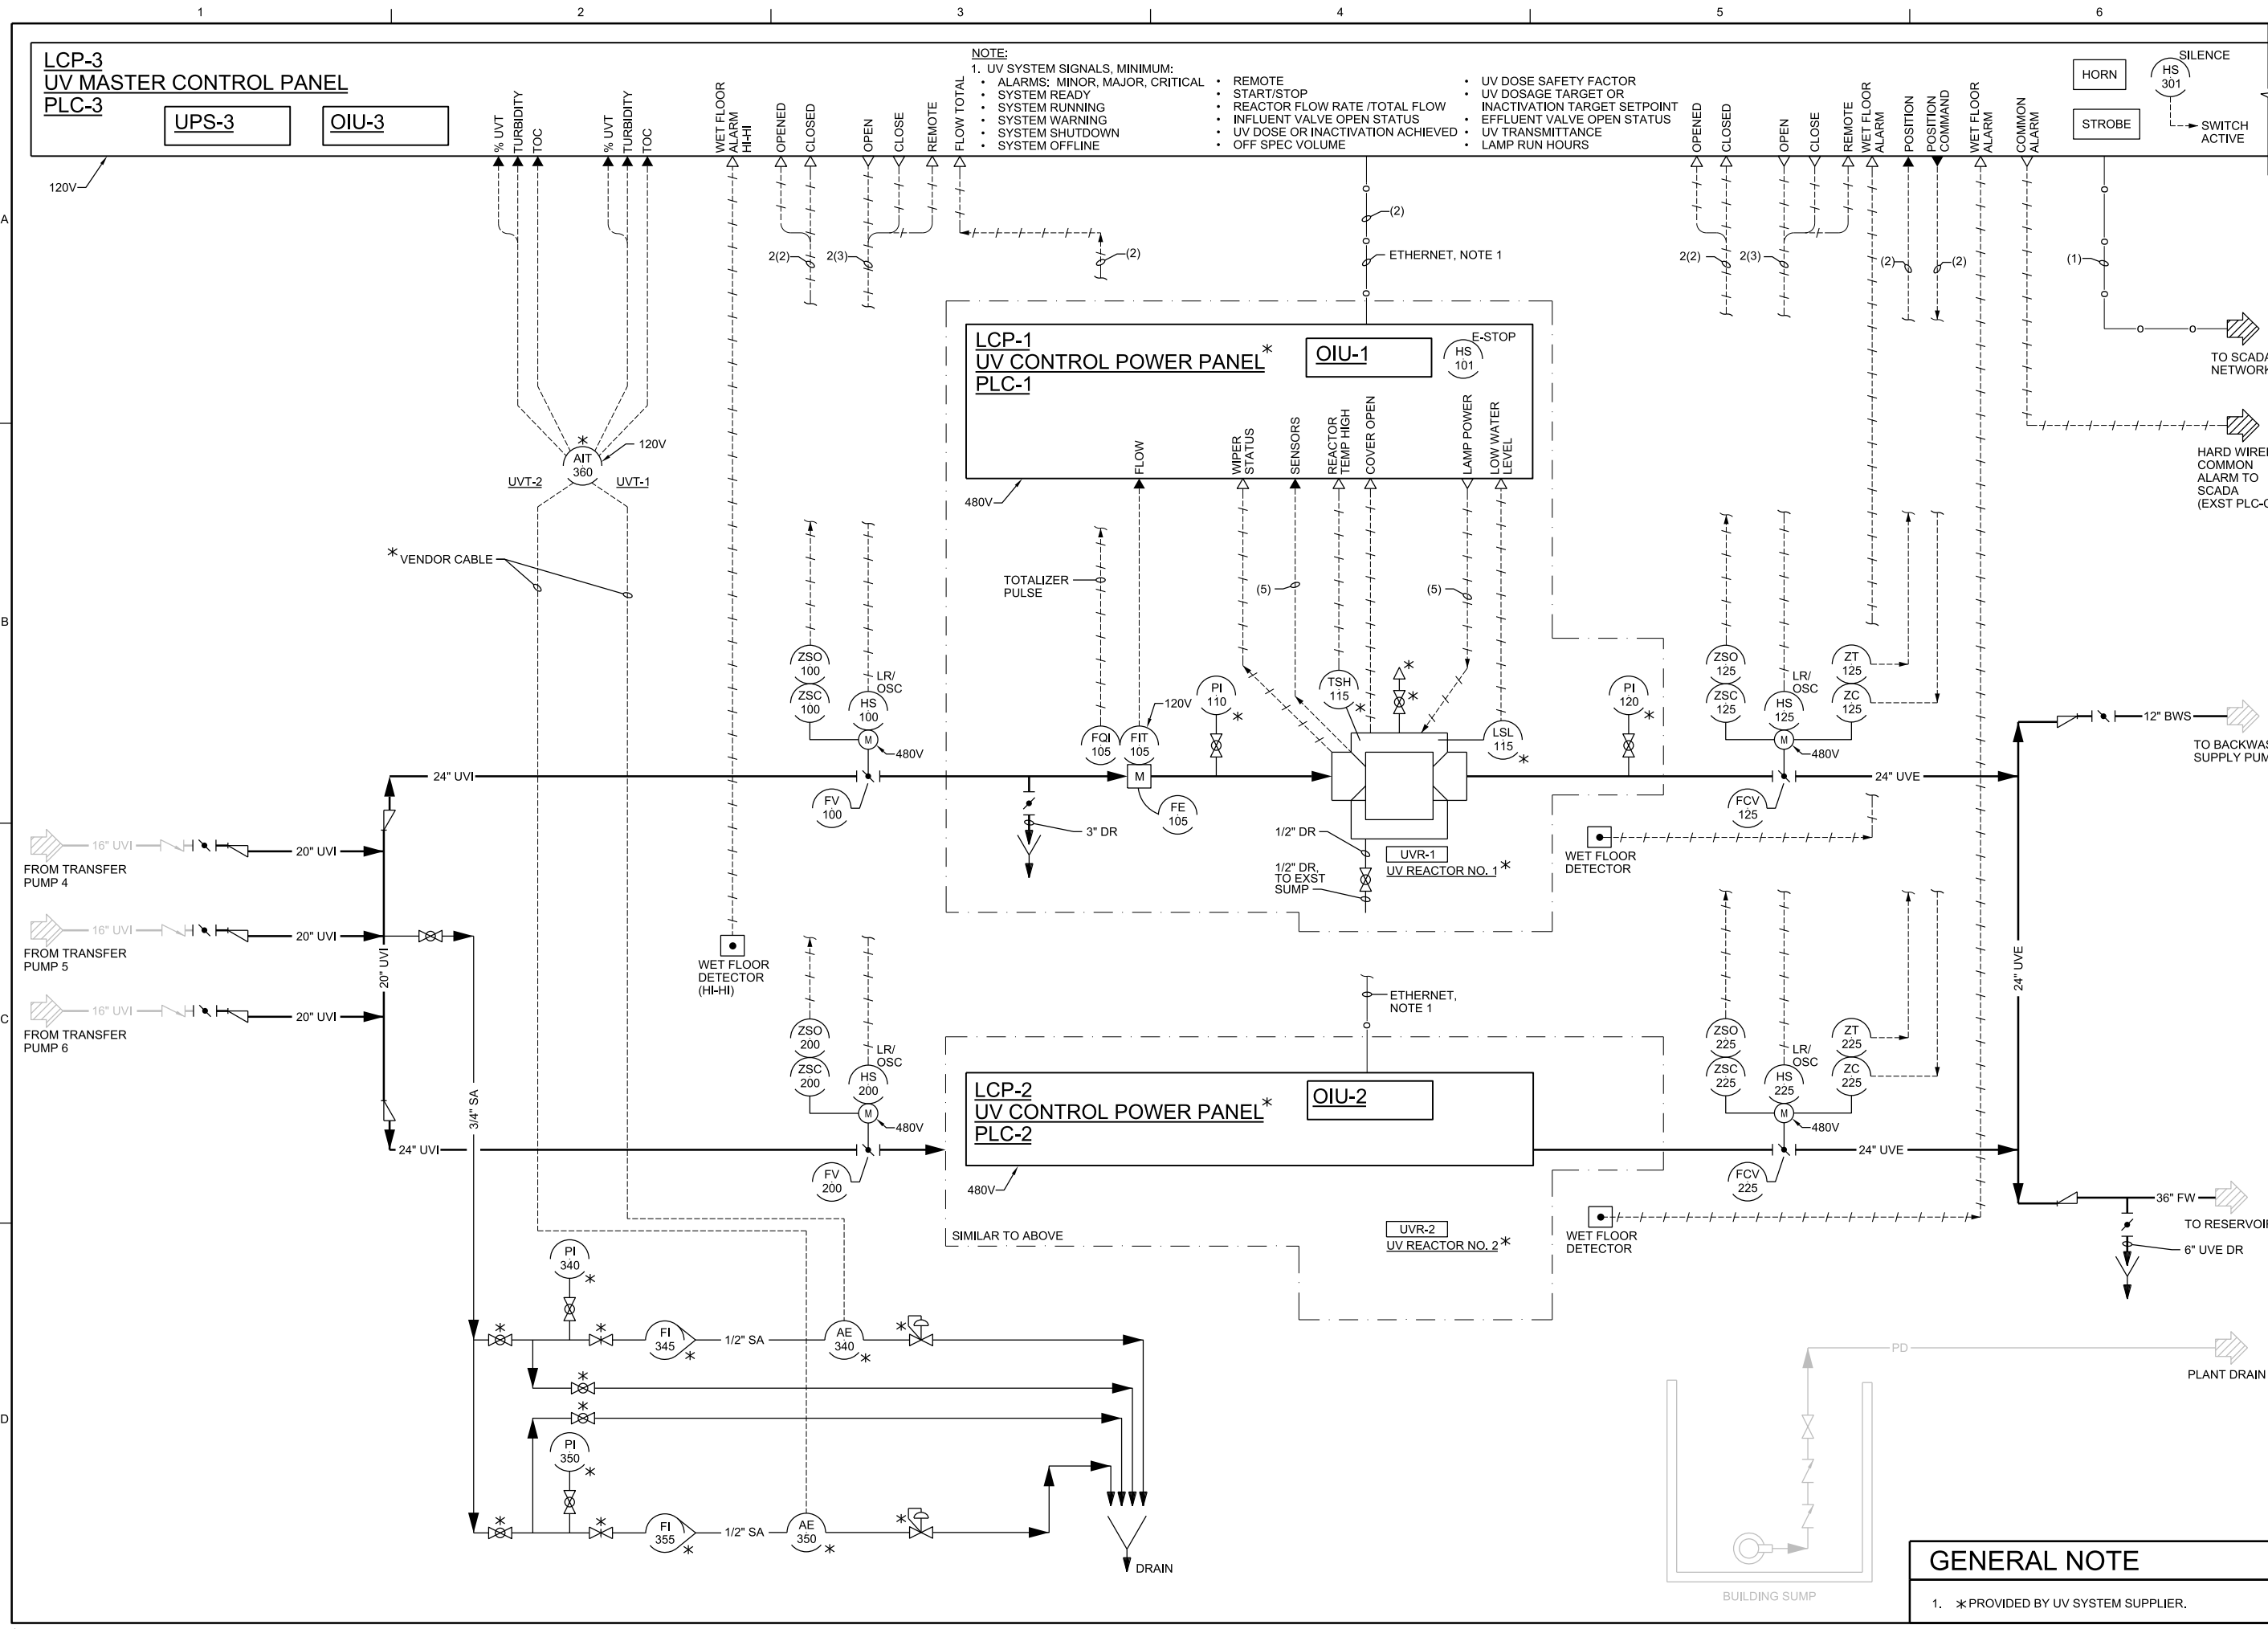 1 2 3 4 5 6
LCP-3
UV MASTER CONTROL PANEL
PLC-3
UPS-3
OIU-3
120V
% UVT
TURBIDITY
TOC
% UVT
TURBIDITY
TOC
WET FLOOR
ALARM
HI-HI
OPENED
CLOSED
OPEN
CLOSE
REMOTE
FLOW TOTAL
NOTE:
1. UV SYSTEM SIGNALS, MINIMUM:
• ALARMS: MINOR, MAJOR, CRITICAL
• SYSTEM READY
• SYSTEM RUNNING
• SYSTEM WARNING
• SYSTEM SHUTDOWN
• SYSTEM OFFLINE
• REMOTE
• START/STOP
• REACTOR FLOW RATE /TOTAL FLOW
• INFLUENT VALVE OPEN STATUS
• UV DOSE OR INACTIVATION ACHIEVED
• OFF SPEC VOLUME
• UV DOSE SAFETY FACTOR
• UV DOSAGE TARGET OR
INACTIVATION TARGET SETPOINT
• EFFLUENT VALVE OPEN STATUS
• UV TRANSMITTANCE
• LAMP RUN HOURS
OPENED
CLOSED
OPEN
CLOSE
REMOTE
WET FLOOR
ALARM
POSITION
POSITION
COMMAND
WET FLOOR
ALARM
COMMON
ALARM
HORN
STROBE
HS
301
SILENCE
SWITCH
ACTIVE
A
2(2)
2(3)
(2)
(2)
ETHERNET, NOTE 1
2(2)
2(3)
(2)
(2)
(1)
TO SCADA
NETWORK
LCP-1
UV CONTROL POWER PANEL*
PLC-1
OIU-1
HS
101
E-STOP
FLOW
WIPER
STATUS
SENSORS
REACTOR
TEMP HIGH
COVER OPEN
LAMP POWER
LOW WATER
LEVEL
480V
*
AIT
360
120V
UVT-2
UVT-1
HARD WIRE
COMMON
ALARM TO
SCADA
(EXST PLC-
* VENDOR CABLE
TOTALIZER
PULSE
(5)
(5)
B
ZSO
100
ZSC
100
LR/
OSC
HS
100
M
480V
FV
100
FQI
105
FIT
105
120V
M
FE
105
PI
110
*
TSH
115
*
*
*
LSL
115
*
PI
120
*
ZSO
125
ZSC
125
LR/
OSC
HS
125
M
480V
ZT
125
ZC
125
FCV
125
12" BWS
TO BACKWAS
SUPPLY PUM
24" UVI
24" UVE
3" DR
1/2" DR
1/2" DR,
TO EXST
SUMP
UVR-1
UV REACTOR NO. 1*
WET FLOOR
DETECTOR
16" UVI
20" UVI
FROM TRANSFER
PUMP 4
16" UVI
20" UVI
FROM TRANSFER
PUMP 5
16" UVI
20" UVI
FROM TRANSFER
PUMP 6
20" UVI
C
WET FLOOR
DETECTOR
(HI-HI)
24" UVE
ETHERNET,
NOTE 1
ZSO
200
ZSC
200
LR/
OSC
HS
200
M
480V
FV
200
24" UVI
3/4" SA
LCP-2
UV CONTROL POWER PANEL*
PLC-2
OIU-2
480V
SIMILAR TO ABOVE
UVR-2
UV REACTOR NO. 2*
WET FLOOR
DETECTOR
ZSO
225
ZSC
225
LR/
OSC
HS
225
M
480V
ZT
225
ZC
225
FCV
225
24" UVE
36" FW
TO RESERVOI
6" UVE DR
PI
340
*
*
*
FI
345
*
1/2" SA
AE
340
*
*
*
*
D
PI
350
*
*
*
FI
355
*
1/2" SA
AE
350
*
*
DRAIN
PD
PLANT DRAIN
BUILDING SUMP
GENERAL NOTE
1. * PROVIDED BY UV SYSTEM SUPPLIER.